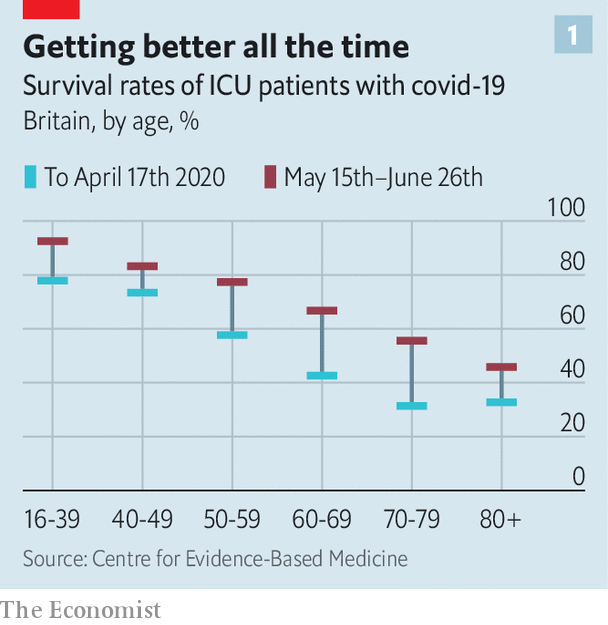 1
Getting better all the time
Survival rates of ICU patients with covid-19
Britain, by age, %
To April 17th 2020 May 15th–June 26th
100
80
60
40
20
0
16-39 40-49 50-59 60-69 70-79 80+
Source: Centre for Evidence-Based Medicine
The Economist